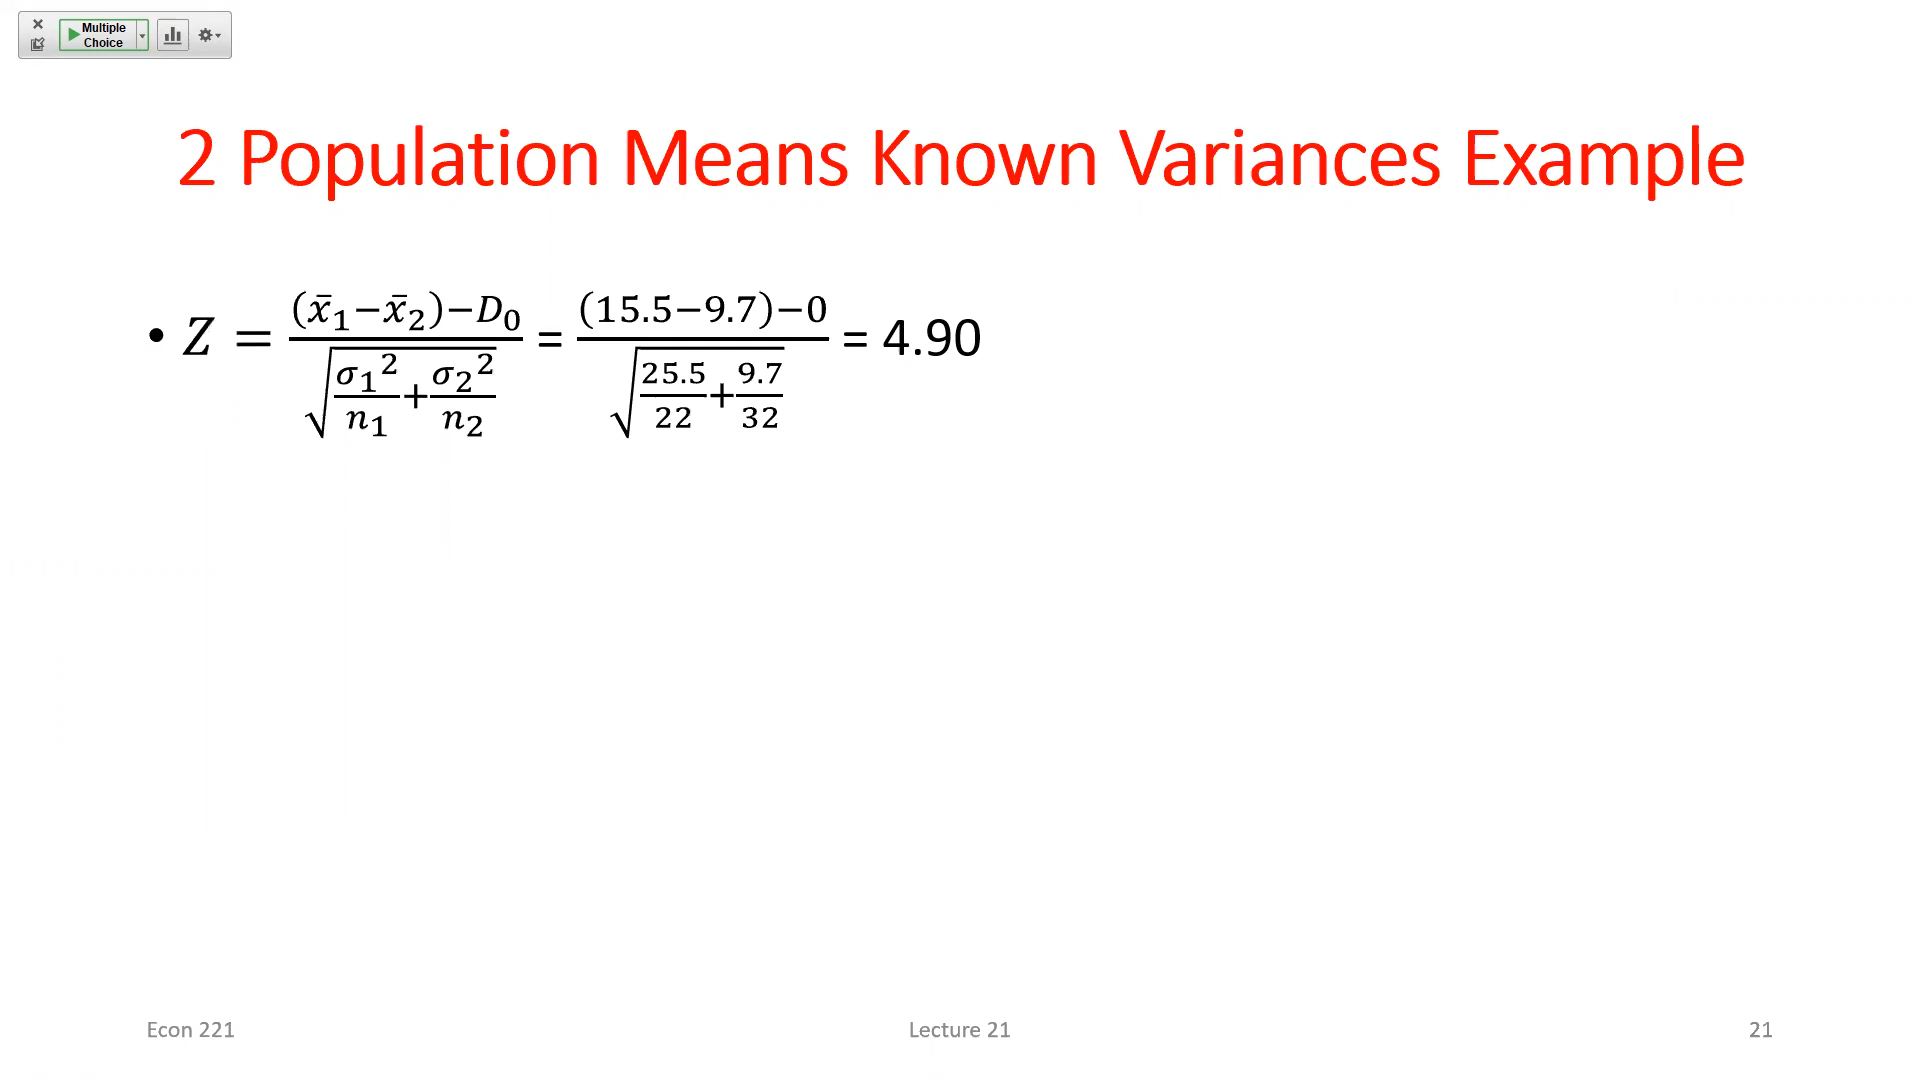 Multiple
Choice
2 Population Means Known Variances Example
• Z = ((x̄₁−x̄₂)−D₀)/√(σ₁²/n₁+σ₂²/n₂) = ((15.5−9.7)−0)/√(25.5/22+9.7/32) = 4.90
Econ 221
Lecture 21
21